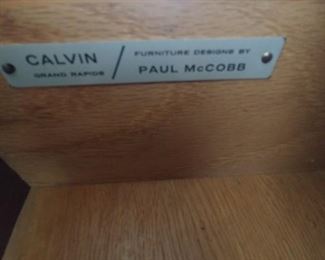 CALVIN / FURNITURE DESIGNS BY
GRAND RAPIDS PAUL McCOBB